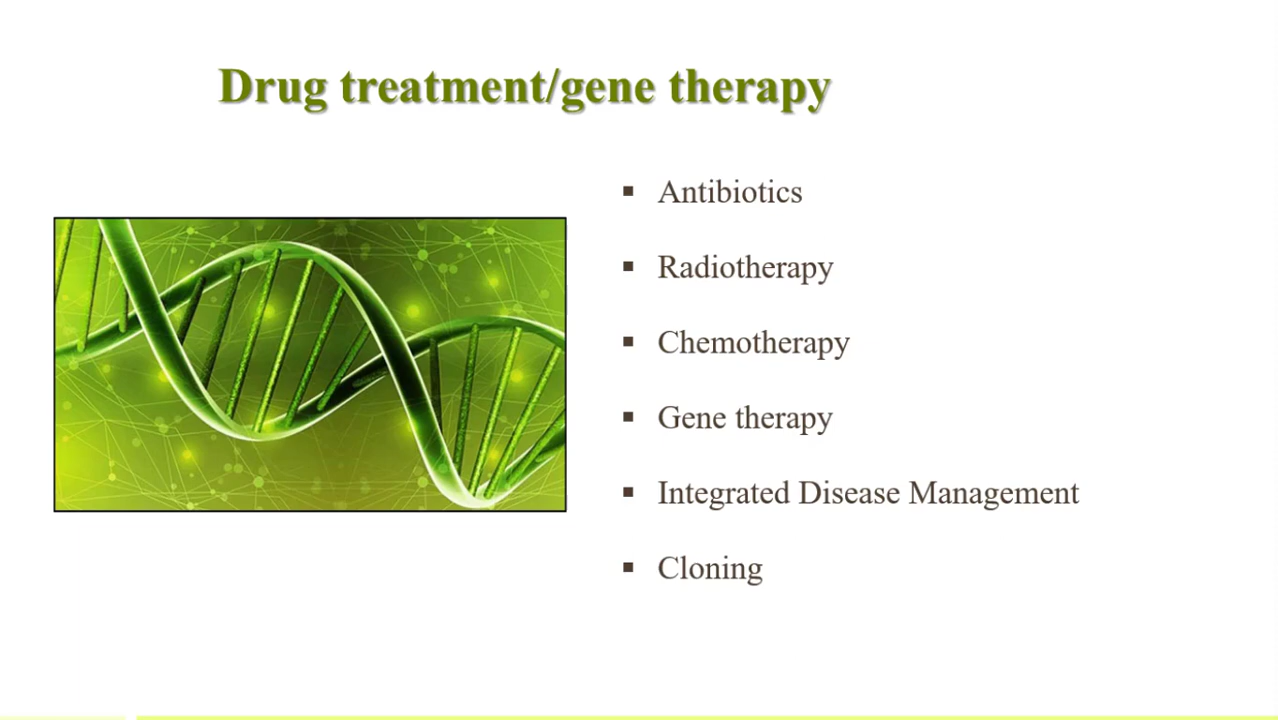 Drug treatment/gene therapy
Antibiotics
Radiotherapy
Chemotherapy
Gene therapy
Integrated Disease Management
Cloning